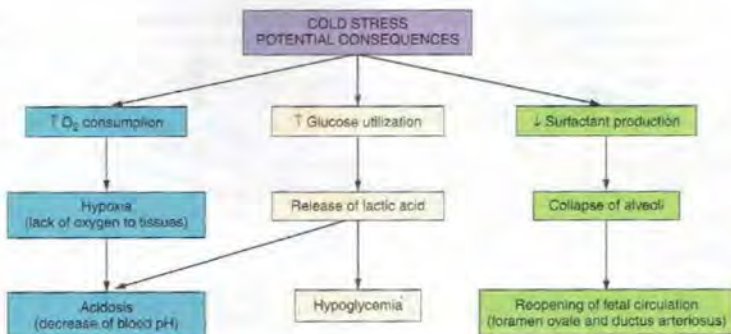 COLD STRESS
POTENTIAL CONSEQUENCES
↑ O₂ consumption
↑ Glucose utilization
↓ Surfactant production
Hypoxia
(lack of oxygen to tissues)
Release of lactic acid
Collapse of alveoli
Acidosis
(decrease of blood pH)
Hypoglycemia
Reopening of fetal circulation
(foramen ovale and ductus arteriosus)